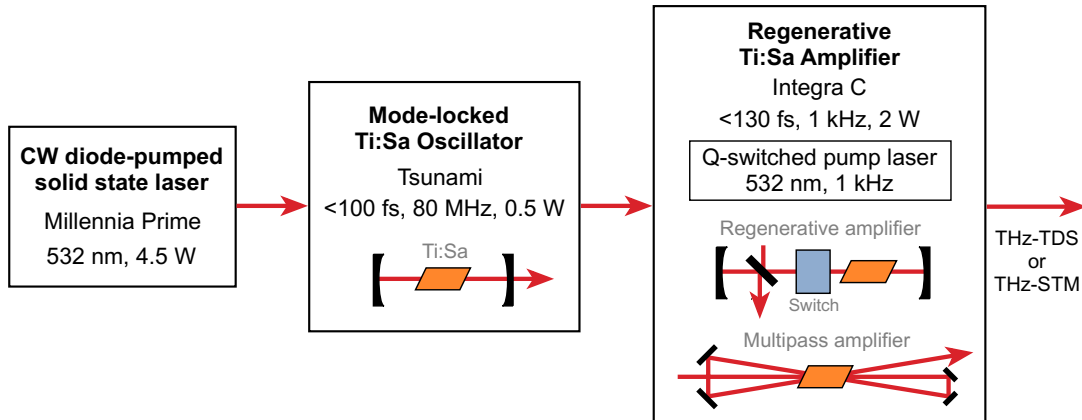 CW diode-pumped
solid state laser
Millennia Prime
532 nm, 4.5 W
Mode-locked
Ti:Sa Oscillator
Tsunami
<100 fs, 80 MHz, 0.5 W
Ti:Sa
Regenerative
Ti:Sa Amplifier
Integra C
<130 fs, 1 kHz, 2 W
Q-switched pump laser
532 nm, 1 kHz
Regenerative amplifier
Switch
Multipass amplifier
THz-TDS
or
THz-STM